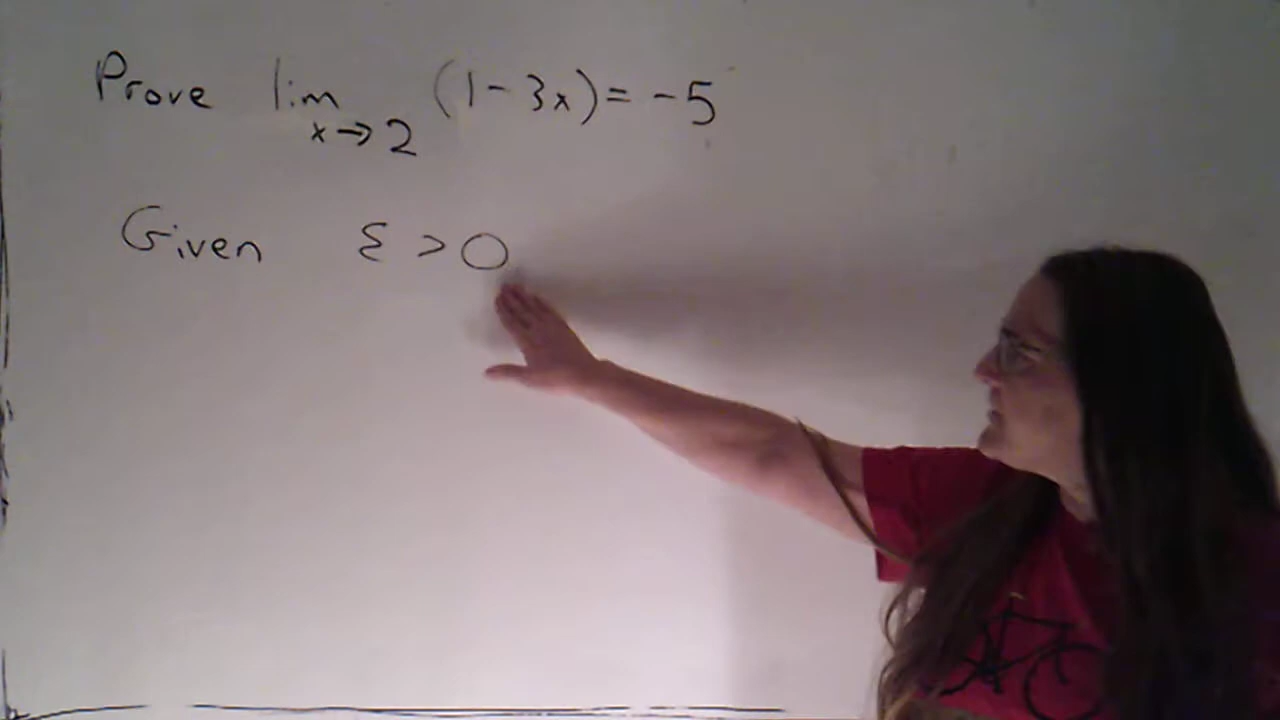 Prove lim (1-3x) = -5
x→2
Given ε > 0